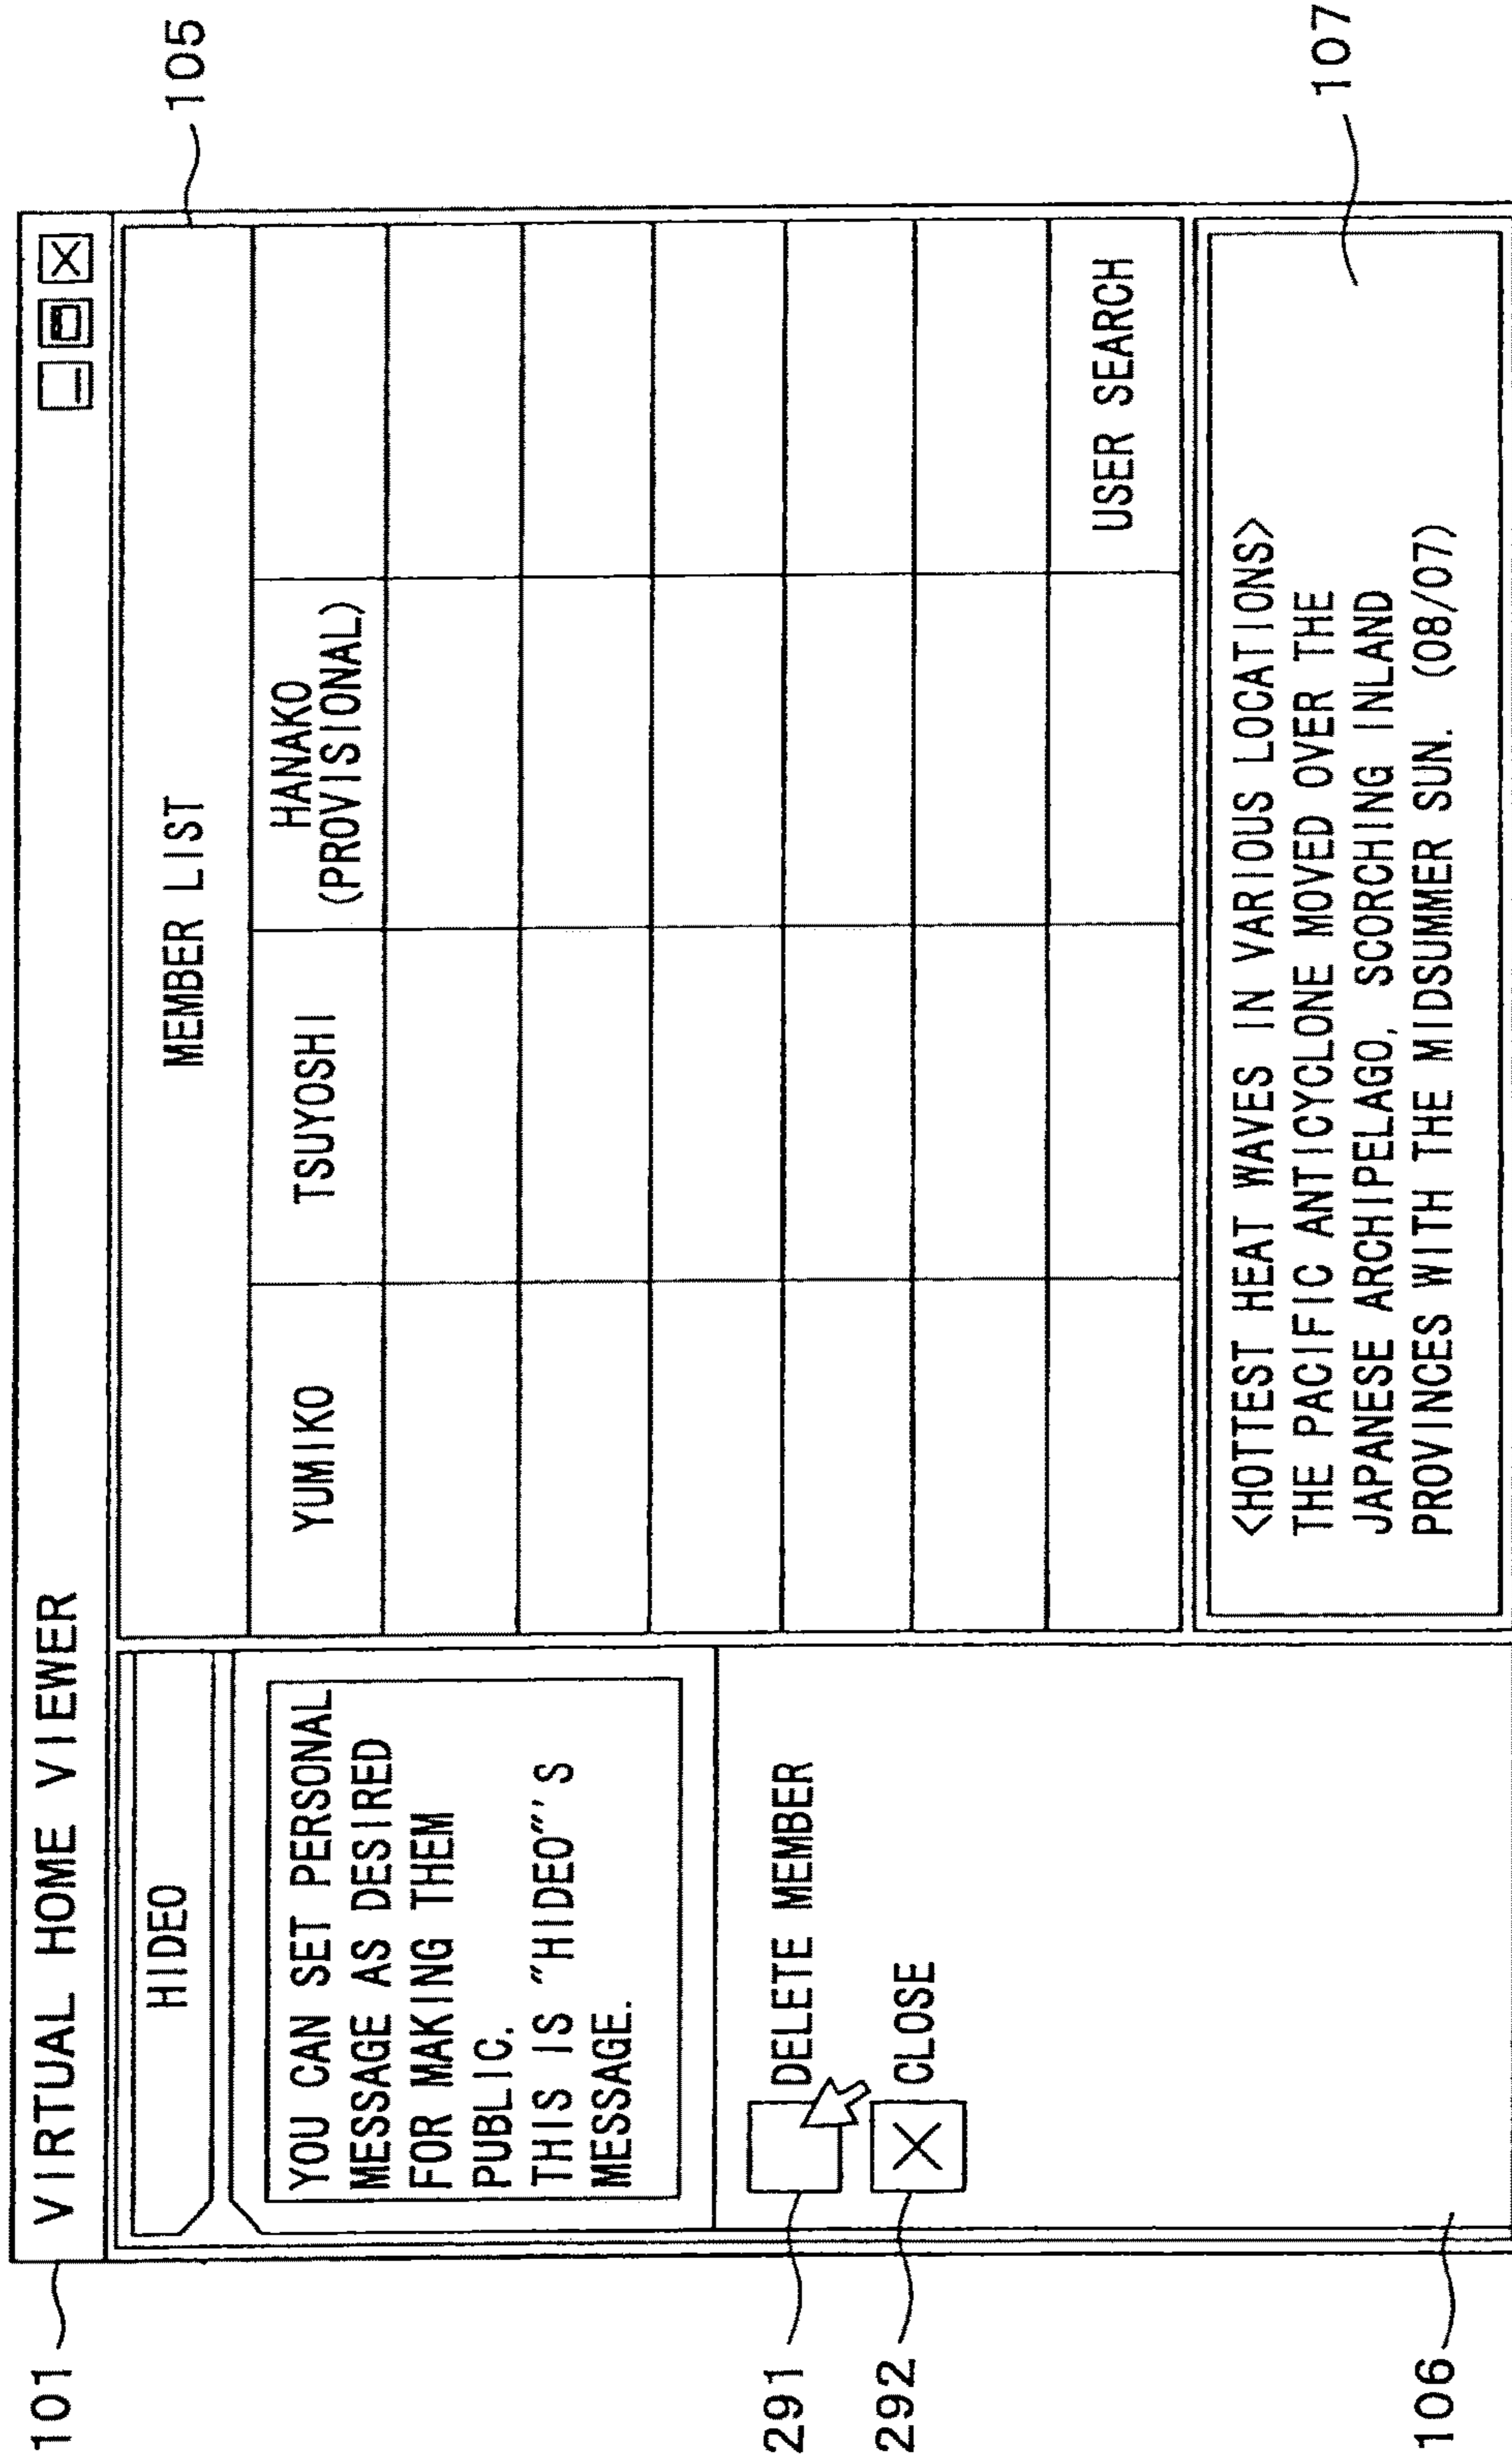 101
VIRTUAL HOME VIEWER
HIDEO
YOU CAN SET PERSONAL
MESSAGE AS DESIRED
FOR MAKING THEM
PUBLIC.
THIS IS "HIDEO"'S
MESSAGE.
291
DELETE MEMBER
292
CLOSE
106
105
MEMBER LIST
YUMIKO
TSUYOSHI
HANAKO
(PROVISIONAL)
USER SEARCH
<HOTTEST HEAT WAVES IN VARIOUS LOCATIONS>
THE PACIFIC ANTICYCLONE MOVED OVER THE
JAPANESE ARCHIPELAGO, SCORCHING INLAND
PROVINCES WITH THE MIDSUMMER SUN. (08/07)
107